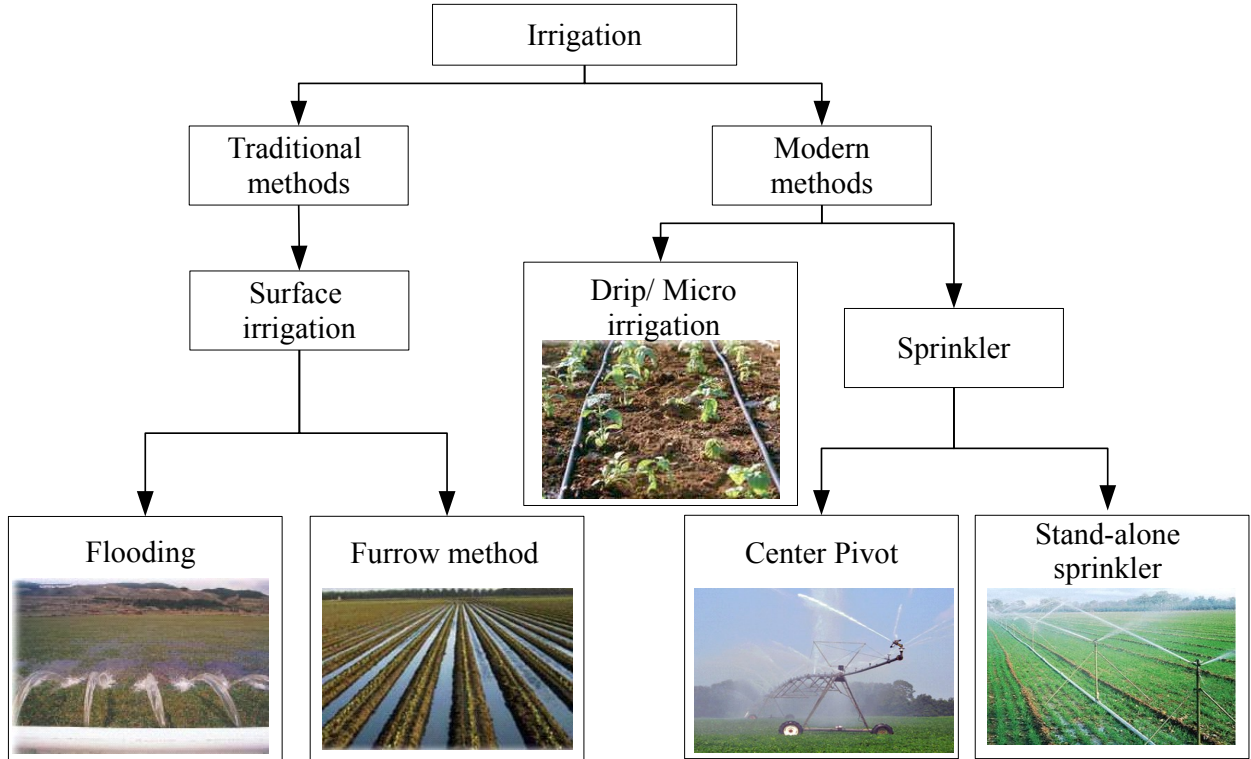 Irrigation
Traditional
methods
Modern
methods
Surface
irrigation
Drip/ Micro
irrigation
Sprinkler
Flooding
Furrow method
Center Pivot
Stand-alone
sprinkler